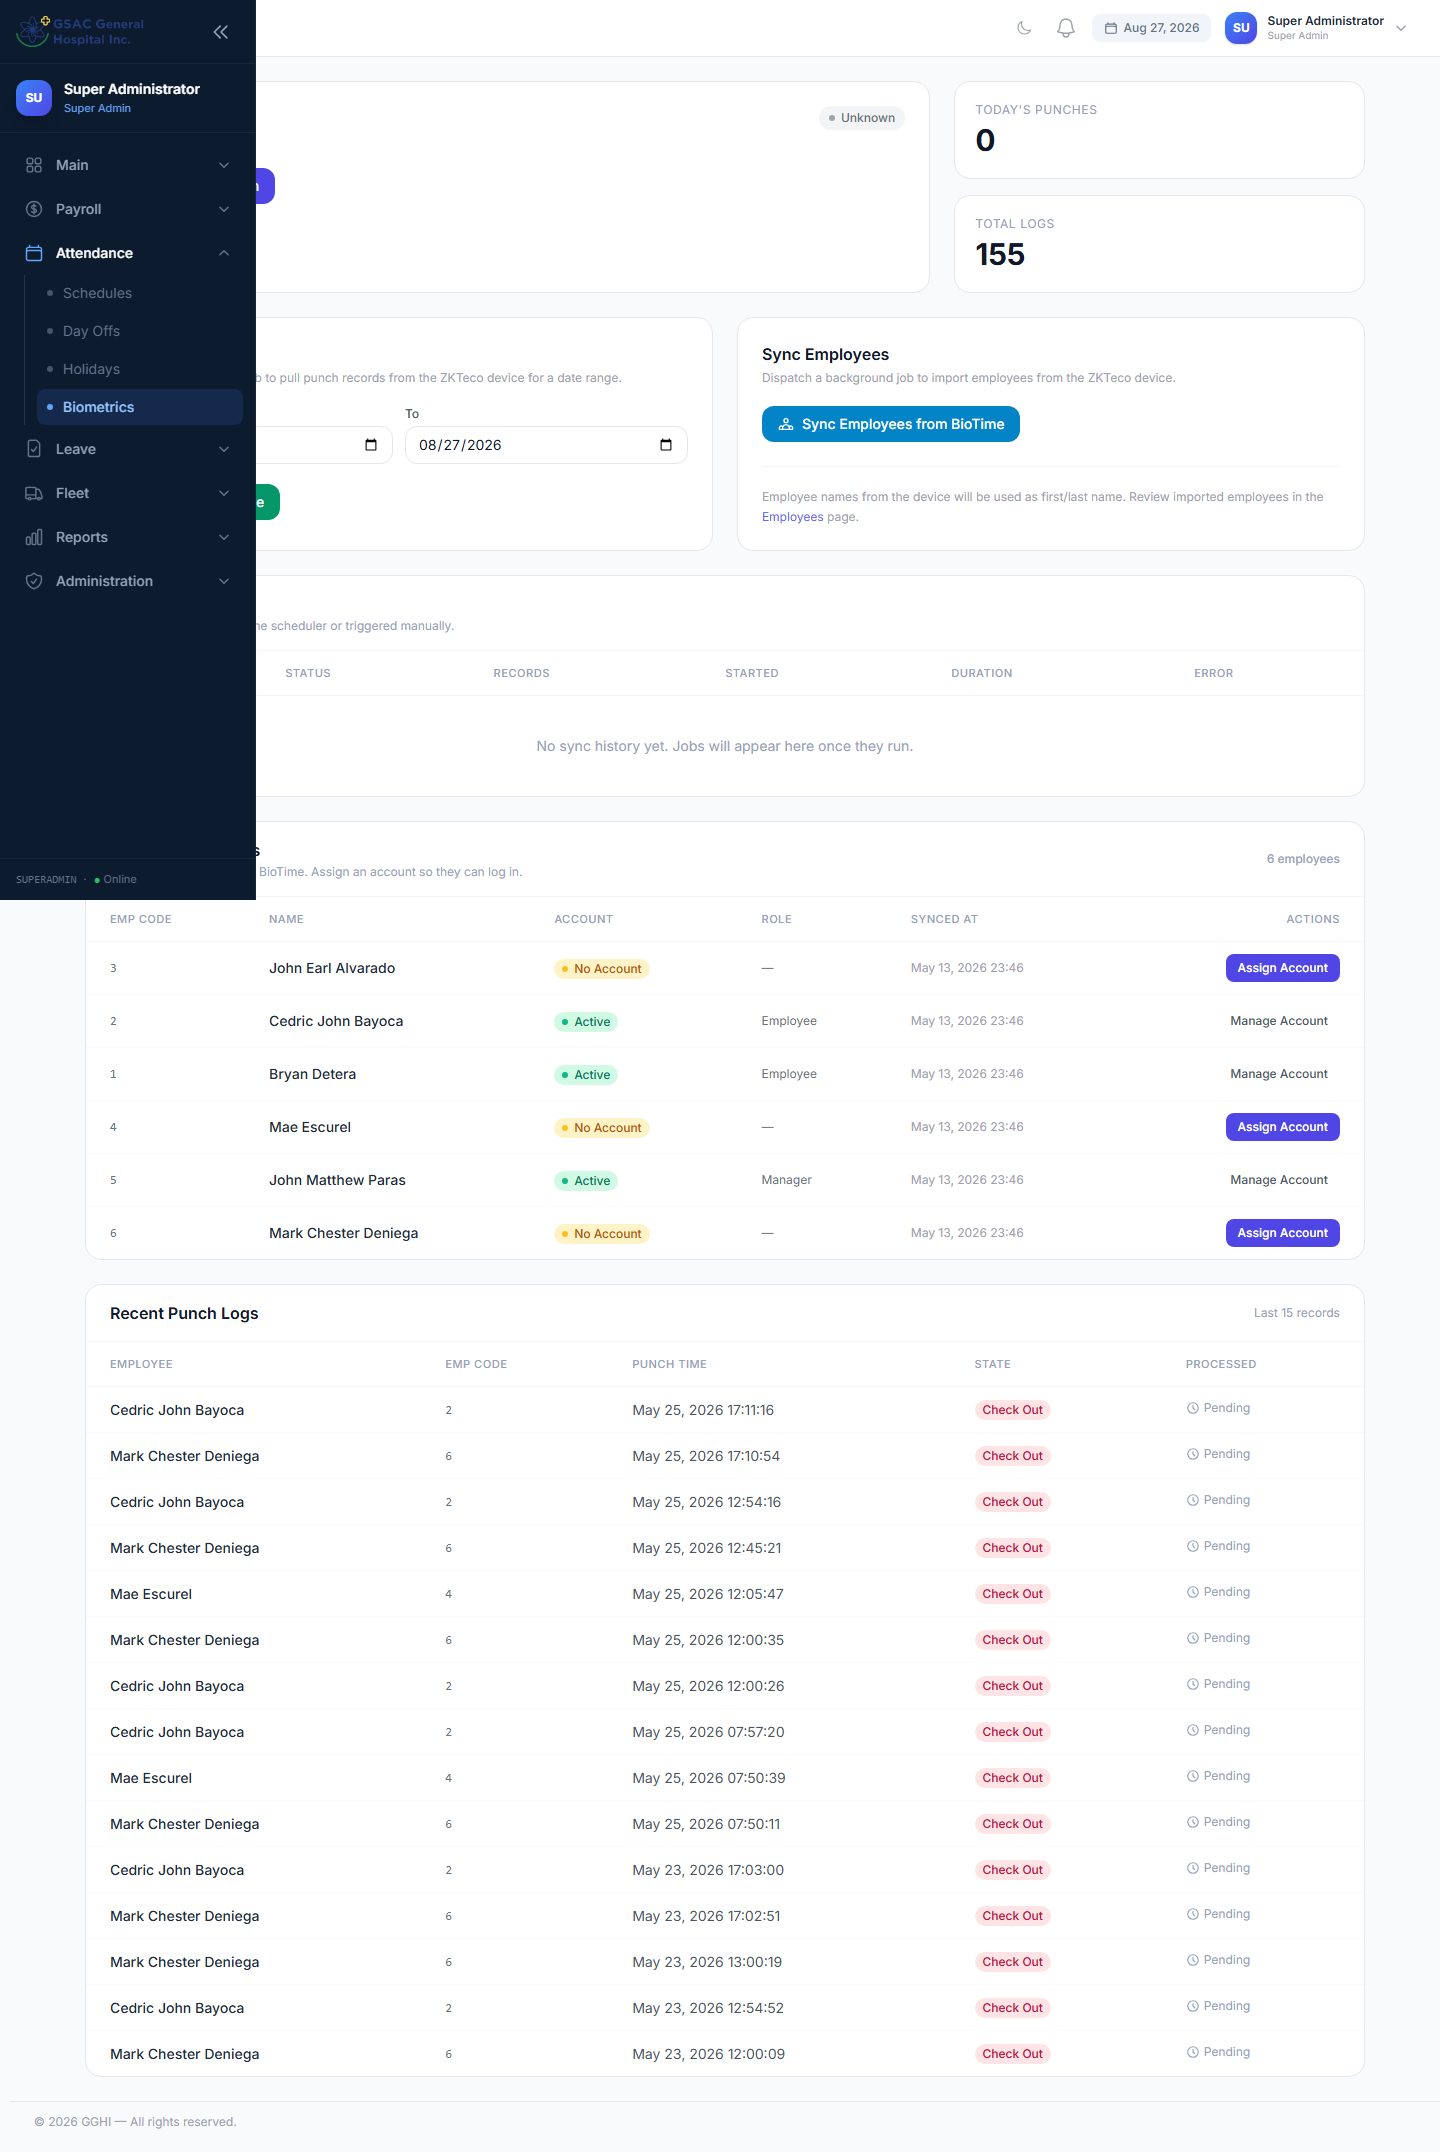 GSAC General
Hospital Inc.
Aug 27, 2026
SU
Super Administrator
Super Admin
SU
Super Administrator
Super Admin
Main
Payroll
Attendance
Schedules
Day Offs
Holidays
Biometrics
Leave
Fleet
Reports
Administration
SUPERADMIN · Online
Unknown
TODAY'S PUNCHES
0
TOTAL LOGS
155
to pull punch records from the ZKTeco device for a date range.
To
08/27/2026
Sync Employees
Dispatch a background job to import employees from the ZKTeco device.
Sync Employees from BioTime
Employee names from the device will be used as first/last name. Review imported employees in the
Employees page.
scheduler or triggered manually.
STATUS RECORDS STARTED DURATION ERROR
No sync history yet. Jobs will appear here once they run.
BioTime. Assign an account so they can log in.
6 employees
EMP CODE NAME ACCOUNT ROLE SYNCED AT ACTIONS
3 John Earl Alvarado No Account — May 13, 2026 23:46 Assign Account
2 Cedric John Bayoca Active Employee May 13, 2026 23:46 Manage Account
1 Bryan Detera Active Employee May 13, 2026 23:46 Manage Account
4 Mae Escurel No Account — May 13, 2026 23:46 Assign Account
5 John Matthew Paras Active Manager May 13, 2026 23:46 Manage Account
6 Mark Chester Deniega No Account — May 13, 2026 23:46 Assign Account
Recent Punch Logs
Last 15 records
EMPLOYEE EMP CODE PUNCH TIME STATE PROCESSED
Cedric John Bayoca 2 May 25, 2026 17:11:16 Check Out Pending
Mark Chester Deniega 6 May 25, 2026 17:10:54 Check Out Pending
Cedric John Bayoca 2 May 25, 2026 12:54:16 Check Out Pending
Mark Chester Deniega 6 May 25, 2026 12:45:21 Check Out Pending
Mae Escurel 4 May 25, 2026 12:05:47 Check Out Pending
Mark Chester Deniega 6 May 25, 2026 12:00:35 Check Out Pending
Cedric John Bayoca 2 May 25, 2026 12:00:26 Check Out Pending
Cedric John Bayoca 2 May 25, 2026 07:57:20 Check Out Pending
Mae Escurel 4 May 25, 2026 07:50:39 Check Out Pending
Mark Chester Deniega 6 May 25, 2026 07:50:11 Check Out Pending
Cedric John Bayoca 2 May 23, 2026 17:03:00 Check Out Pending
Mark Chester Deniega 6 May 23, 2026 17:02:51 Check Out Pending
Mark Chester Deniega 6 May 23, 2026 13:00:19 Check Out Pending
Cedric John Bayoca 2 May 23, 2026 12:54:52 Check Out Pending
Mark Chester Deniega 6 May 23, 2026 12:00:09 Check Out Pending
© 2026 GGHI — All rights reserved.